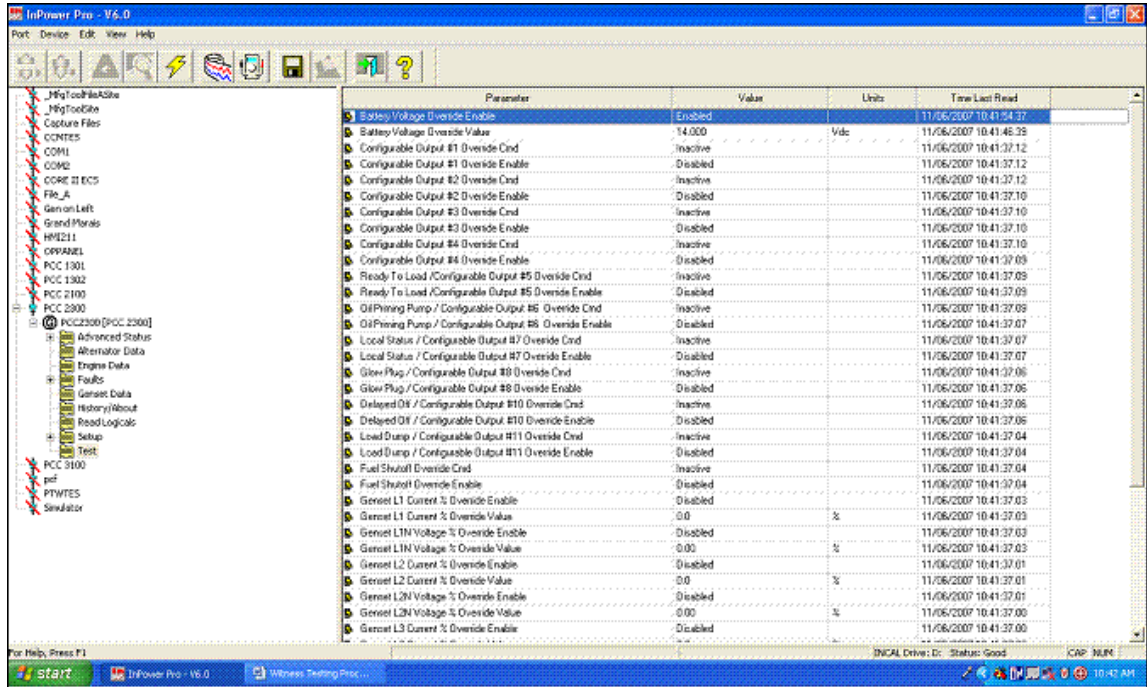 InPower Pro - V6.0
Port Device Edit View Help
_MfgToolFileASite
_MfgToolSite
Capture Files
CCMTES
COM1
COM2
CORE II ECS
File_A
Gen on Left
Grand Marais
HMI211
OPPANEL
PCC 1301
PCC 1302
PCC 2100
PCC 2300
PCC2300 [PCC 2300]
Advanced Status
Alternator Data
Engine Data
Faults
Genset Data
History/About
Read Logicals
Setup
Test
PCC 3100
pcf
PTWTES
Simulator
Parameter Value Units Time Last Read
Battery Voltage Override Enable Enabled 11/06/2007 10:41:54.37
Battery Voltage Override Value 14.000 Vdc 11/06/2007 10:41:46.39
Configurable Output #1 Override Cmd Inactive 11/06/2007 10:41:37.12
Configurable Output #1 Override Enable Disabled 11/06/2007 10:41:37.12
Configurable Output #2 Override Cmd Inactive 11/06/2007 10:41:37.12
Configurable Output #2 Override Enable Disabled 11/06/2007 10:41:37.10
Configurable Output #3 Override Cmd Inactive 11/06/2007 10:41:37.10
Configurable Output #3 Override Enable Disabled 11/06/2007 10:41:37.10
Configurable Output #4 Override Cmd Inactive 11/06/2007 10:41:37.10
Configurable Output #4 Override Enable Disabled 11/06/2007 10:41:37.09
Ready To Load /Configurable Output #5 Override Cmd Inactive 11/06/2007 10:41:37.09
Ready To Load /Configurable Output #5 Override Enable Disabled 11/06/2007 10:41:37.09
Oil Priming Pump / Configurable Output #6 Override Cmd Inactive 11/06/2007 10:41:37.09
Oil Priming Pump / Configurable Output #6 Override Enable Disabled 11/06/2007 10:41:37.07
Local Status / Configurable Output #7 Override Cmd Inactive 11/06/2007 10:41:37.07
Local Status / Configurable Output #7 Override Enable Disabled 11/06/2007 10:41:37.07
Glow Plug / Configurable Output #8 Override Cmd Inactive 11/06/2007 10:41:37.06
Glow Plug / Configurable Output #8 Override Enable Disabled 11/06/2007 10:41:37.06
Delayed Off / Configurable Output #10 Override Cmd Inactive 11/06/2007 10:41:37.06
Delayed Off / Configurable Output #10 Override Enable Disabled 11/06/2007 10:41:37.06
Load Dump / Configurable Output #11 Override Cmd Inactive 11/06/2007 10:41:37.04
Load Dump / Configurable Output #11 Override Enable Disabled 11/06/2007 10:41:37.04
Fuel Shutoff Override Cmd Inactive 11/06/2007 10:41:37.04
Fuel Shutoff Override Enable Disabled 11/06/2007 10:41:37.04
Genset L1 Current % Override Enable Disabled 11/06/2007 10:41:37.03
Genset L1 Current % Override Value 0.0 % 11/06/2007 10:41:37.03
Genset L1N Voltage % Override Enable Disabled 11/06/2007 10:41:37.03
Genset L1N Voltage % Override Value 0.00 % 11/06/2007 10:41:37.03
Genset L2 Current % Override Enable Disabled 11/06/2007 10:41:37.01
Genset L2 Current % Override Value 0.0 % 11/06/2007 10:41:37.01
Genset L2N Voltage % Override Enable Disabled 11/06/2007 10:41:37.01
Genset L2N Voltage % Override Value 0.00 % 11/06/2007 10:41:37.00
Genset L3 Current % Override Enable Disabled 11/06/2007 10:41:37.00
For Help, Press F1 INCAL Drive: D: Status: Good CAP NUM
start InPower Pro - V6.0 Witness Testing Proc... 10:42 AM